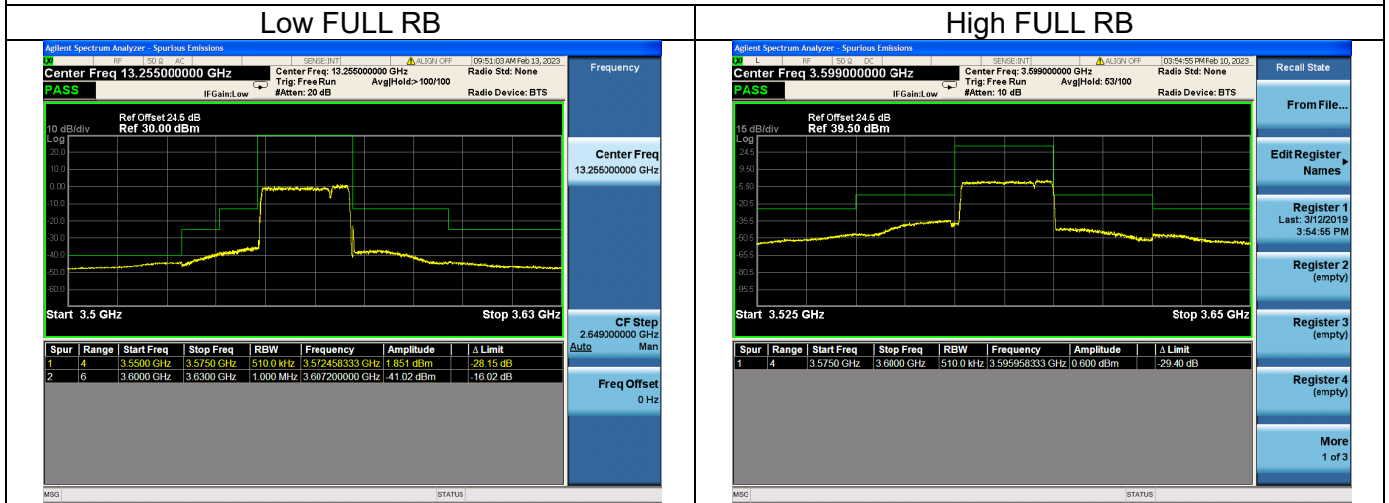 Low FULL RB
High FULL RB
Agilent Spectrum Analyzer - Spurious Emissions
RF 50 Ω AC SENSE:INT ALIGN OFF 09:51:03 AM Feb 13, 2023
Center Freq 13.255000000 GHz
Center Freq: 13.255000000 GHz
Radio Std: None
Trig: Free Run Avg|Hold:> 100/100
PASS
IFGain:Low
#Atten: 20 dB
Radio Device: BTS
Ref Offset 24.5 dB
10 dB/div Ref 30.00 dBm
Log
20.0
10.0
0.00
-10.0
-20.0
-30.0
-40.0
-50.0
-60.0
Start 3.5 GHz Stop 3.63 GHz
Spur Range Start Freq Stop Freq RBW Frequency Amplitude Δ Limit
1 4 3.5500 GHz 3.5750 GHz 510.0 kHz 3.572458333 GHz 1.851 dBm -28.15 dB
2 6 3.6000 GHz 3.6300 GHz 1.000 MHz 3.607200000 GHz -41.02 dBm -16.02 dB
MSG STATUS
Frequency
Center Freq
13.255000000 GHz
CF Step
2.649000000 GHz
Auto Man
Freq Offset
0 Hz
Agilent Spectrum Analyzer - Spurious Emissions
L RF 50 Ω DC SENSE:INT ALIGN OFF 03:54:55 PM Feb 10, 2023
Center Freq 3.599000000 GHz
Center Freq: 3.599000000 GHz
Radio Std: None
Trig: Free Run Avg|Hold: 53/100
PASS
IFGain:Low
#Atten: 10 dB
Radio Device: BTS
Ref Offset 24.5 dB
15 dB/div Ref 39.50 dBm
Log
24.5
9.50
-5.50
-20.5
-35.5
-50.5
-65.5
-80.5
-95.5
Start 3.525 GHz Stop 3.65 GHz
Spur Range Start Freq Stop Freq RBW Frequency Amplitude Δ Limit
1 4 3.5750 GHz 3.6000 GHz 510.0 kHz 3.595958333 GHz 0.600 dBm -29.40 dB
MSG STATUS
Recall State
From File...
Edit Register
Names
Register 1
Last: 3/12/2019
3:54:55 PM
Register 2
(empty)
Register 3
(empty)
Register 4
(empty)
More
1 of 3